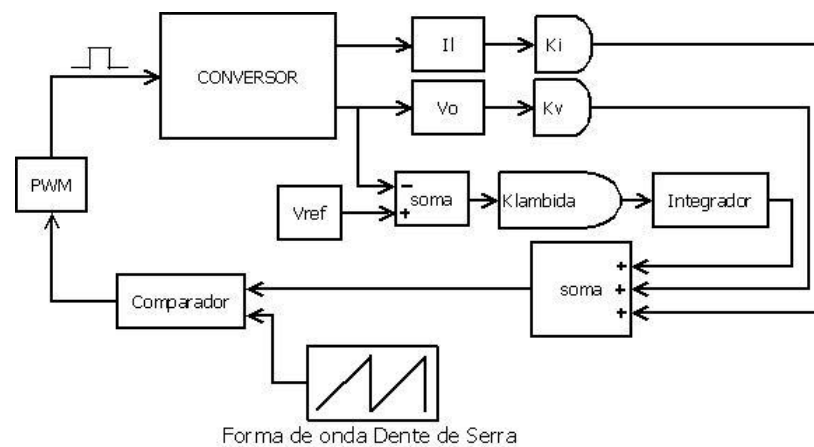 Il
Ki
CONVERSOR
Vo
Kv
PWM
Vref
-
+
soma
Klambida
Integrador
Comparador
soma
+
+
+
Forma de onda Dente de Serra